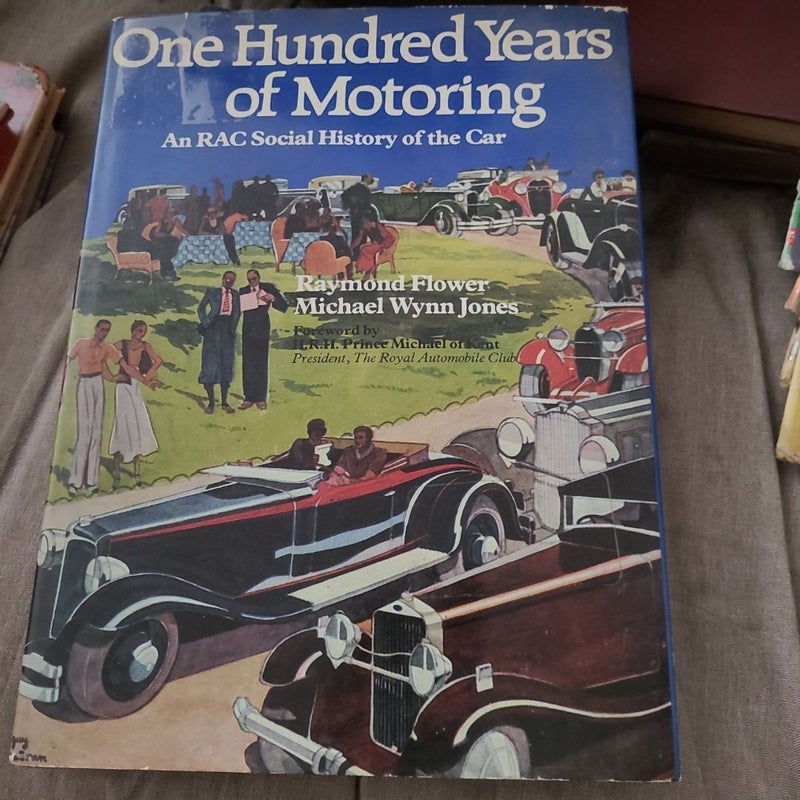 One Hundred Years
of Motoring
An RAC Social History of the Car
Raymond Flower
Michael Wynn Jones
Foreword by
H.R.H. Prince Michael of Kent
President, The Royal Automobile Club